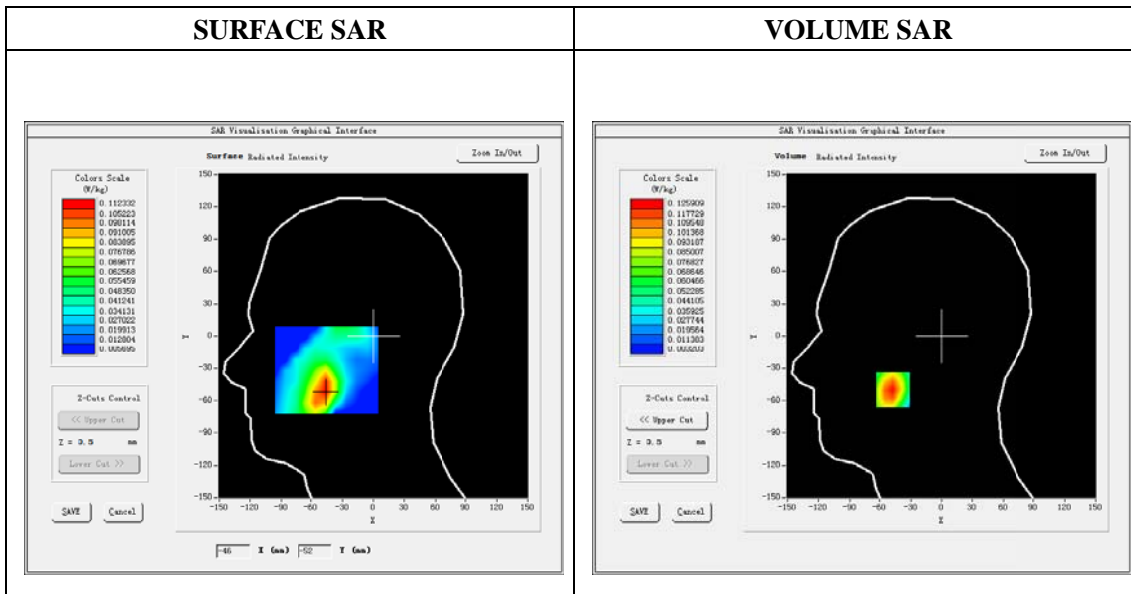 SURFACE SAR
VOLUME SAR
SAR Visualisation Graphical Interface
Surface Radiated Intensity
Zoom In/Out
Colors Scale
(W/kg)
0.112332
0.105223
0.098114
0.091005
0.083895
0.076786
0.069677
0.062568
0.055459
0.048350
0.041241
0.034131
0.027022
0.019913
0.012804
0.005695
150
120
90
60
30
0
-30
-60
-90
-120
-150
Y
-150 -120 -90 -60 -30 0 30 60 90 120 150
X
Z-Cuts Control
<< Upper Cut
Z = 3.5 mm
Lower Cut >>
SAVE Cancel
-46 X (mm) -52 Y (mm)
SAR Visualisation Graphical Interface
Volume Radiated Intensity
Zoom In/Out
Colors Scale
(W/kg)
0.125909
0.117729
0.109548
0.101368
0.093187
0.085007
0.076827
0.068646
0.060466
0.052285
0.044105
0.035925
0.027744
0.019564
0.011383
0.003203
150
120
90
60
30
0
-30
-60
-90
-120
-150
Y
-150 -120 -90 -60 -30 0 30 60 90 120 150
X
Z-Cuts Control
<< Upper Cut
Z = 3.5 mm
Lower Cut >>
SAVE Cancel